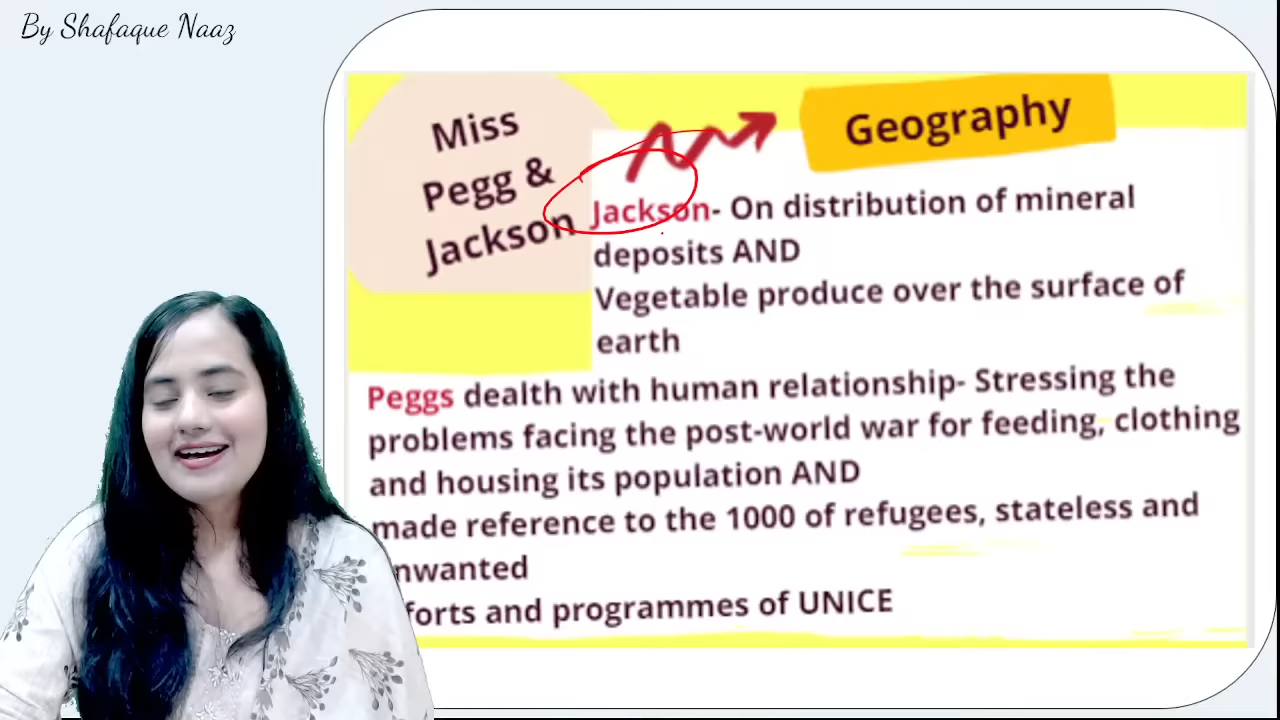 By Shafaque Naaz
Miss
Pegg &
Jackson
Geography
Jackson- On distribution of mineral
deposits AND
Vegetable produce over the surface of
earth
Peggs dealth with human relationship- Stressing the
problems facing the post-world war for feeding, clothing
and housing its population AND
made reference to the 1000 of refugees, stateless and
nwanted
forts and programmes of UNICE